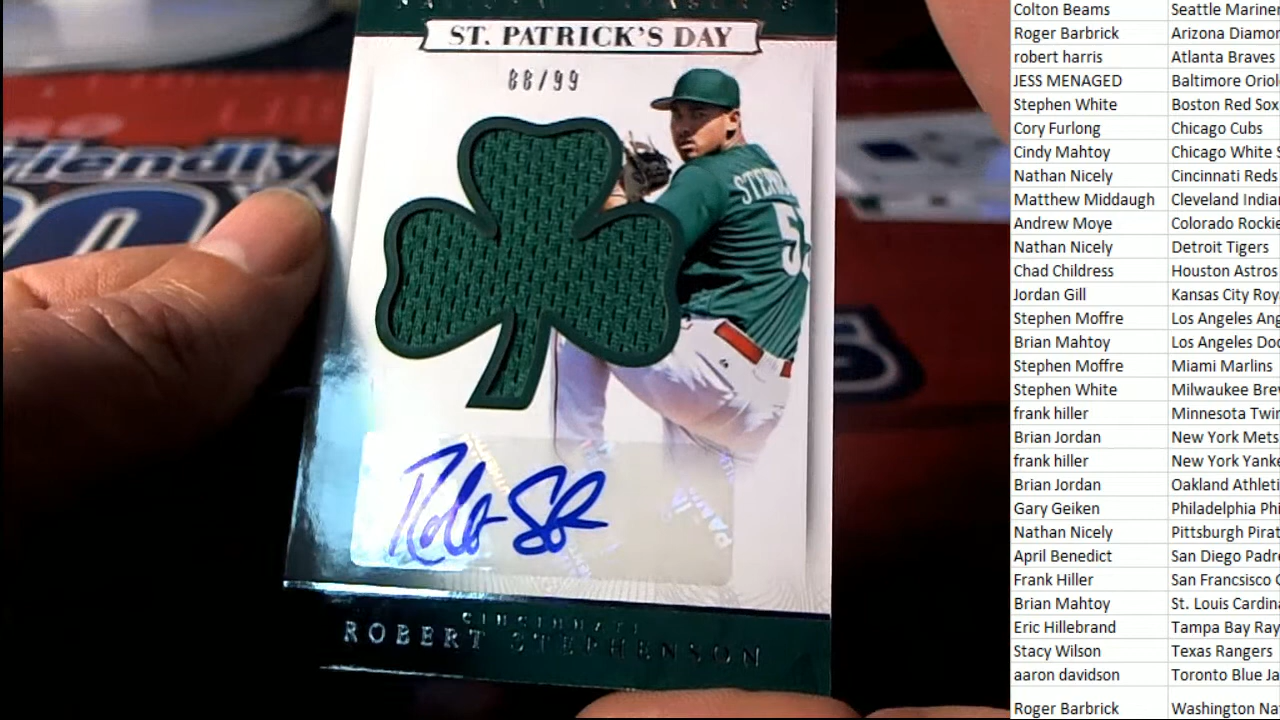 ST. PATRICK'S DAY
88/99
CINCINNATI
ROBERT STEPHENSON
PANINI
endly
Colton Beams Seattle Mariner
Roger Barbrick Arizona Diamon
robert harris Atlanta Braves
JESS MENAGED Baltimore Oriol
Stephen White Boston Red Sox
Cory Furlong Chicago Cubs
Cindy Mahtoy Chicago White S
Nathan Nicely Cincinnati Reds
Matthew Middaugh Cleveland Indian
Andrew Moye Colorado Rockie
Nathan Nicely Detroit Tigers
Chad Childress Houston Astros
Jordan Gill Kansas City Roy
Stephen Moffre Los Angeles Ang
Brian Mahtoy Los Angeles Dod
Stephen Moffre Miami Marlins
Stephen White Milwaukee Bre
frank hiller Minnesota Twin
Brian Jordan New York Mets
frank hiller New York Yanke
Brian Jordan Oakland Athleti
Gary Geiken Philadelphia Phi
Nathan Nicely Pittsburgh Pirat
April Benedict San Diego Padr
Frank Hiller San Francsisco G
Brian Mahtoy St. Louis Cardin
Eric Hillebrand Tampa Bay Ray
Stacy Wilson Texas Rangers
aaron davidson Toronto Blue Ja
Roger Barbrick Washington Na